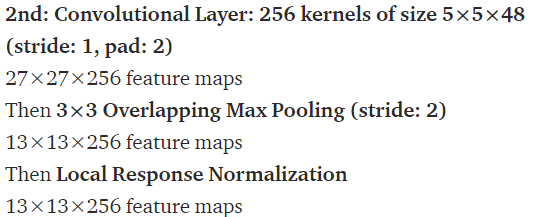 2nd: Convolutional Layer: 256 kernels of size 5×5×48
(stride: 1, pad: 2)
27×27×256 feature maps
Then 3×3 Overlapping Max Pooling (stride: 2)
13×13×256 feature maps
Then Local Response Normalization
13×13×256 feature maps